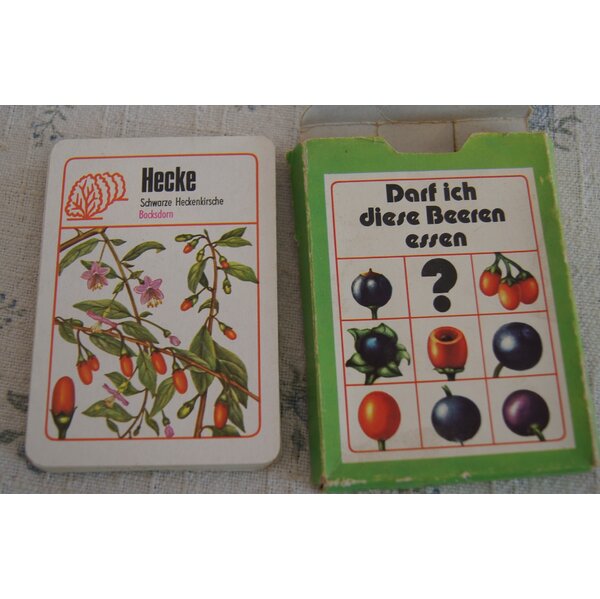 Hecke
Schwarze Heckenkirsche
Bocksdorn
Darf ich
diese Beeren
essen
?